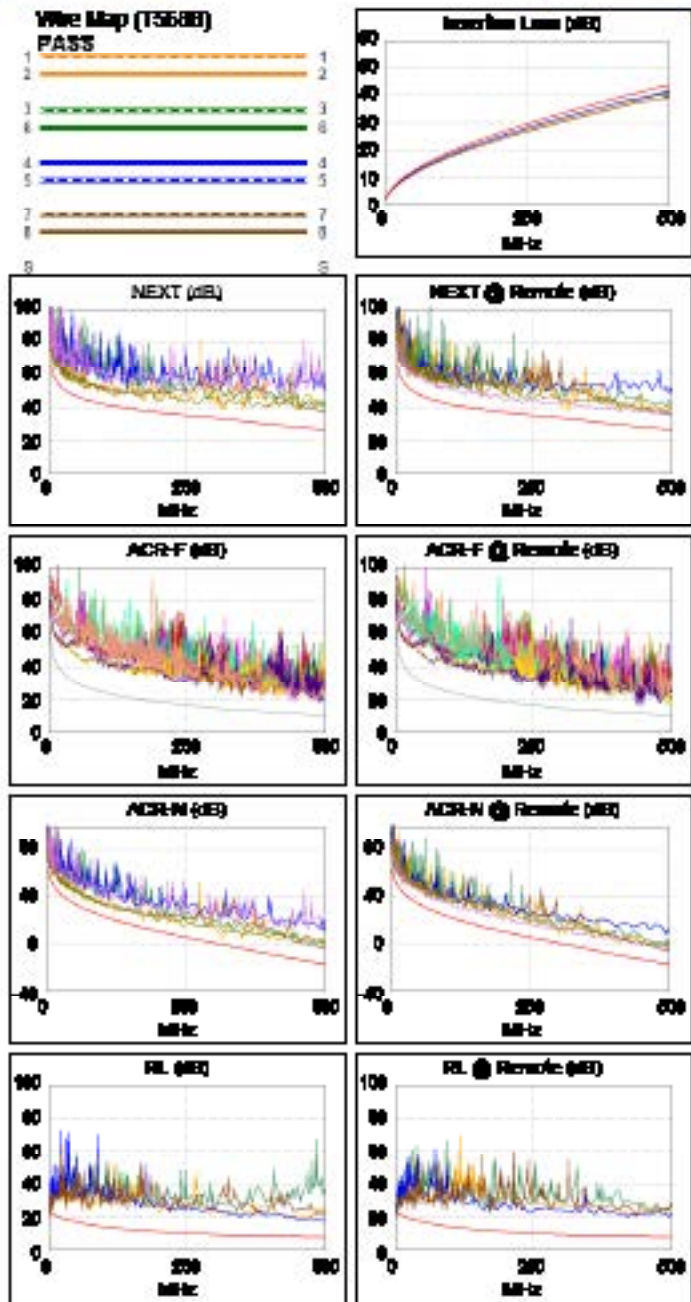 Wire Map (T568B)
PASS
1 1
2 2
3 3
6 6
4 4
5 5
7 7
8 8
S S
Insertion Loss (dB)
60
50
40
30
20
10
0
0 250 500
MHz
NEXT (dB)
100
80
60
40
20
0
0 250 500
MHz
NEXT @ Remote (dB)
100
80
60
40
20
0
0 250 500
MHz
ACR-F (dB)
100
80
60
40
20
0
0 250 500
MHz
ACR-F @ Remote (dB)
100
80
60
40
20
0
0 250 500
MHz
ACR-N (dB)
80
40
0
-40
0 250 500
MHz
ACR-N @ Remote (dB)
80
40
0
-40
0 250 500
MHz
RL (dB)
100
80
60
40
20
0
0 250 500
MHz
RL @ Remote (dB)
100
80
60
40
20
0
0 250 500
MHz